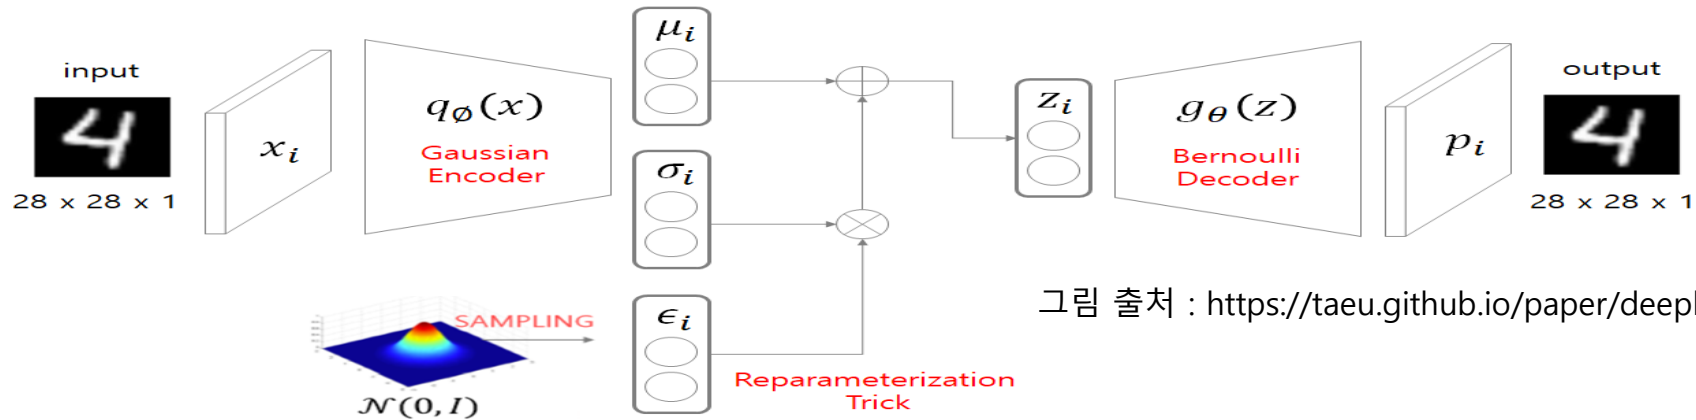 input
28 x 28 x 1
x_i
q_ø(x)
Gaussian
Encoder
μ_i
σ_i
ϵ_i
SAMPLING
𝒩(0, I)
Reparameterization
Trick
z_i
g_θ(z)
Bernoulli
Decoder
p_i
output
28 x 28 x 1
그림 출처 : https://taeu.github.io/paper/deepl